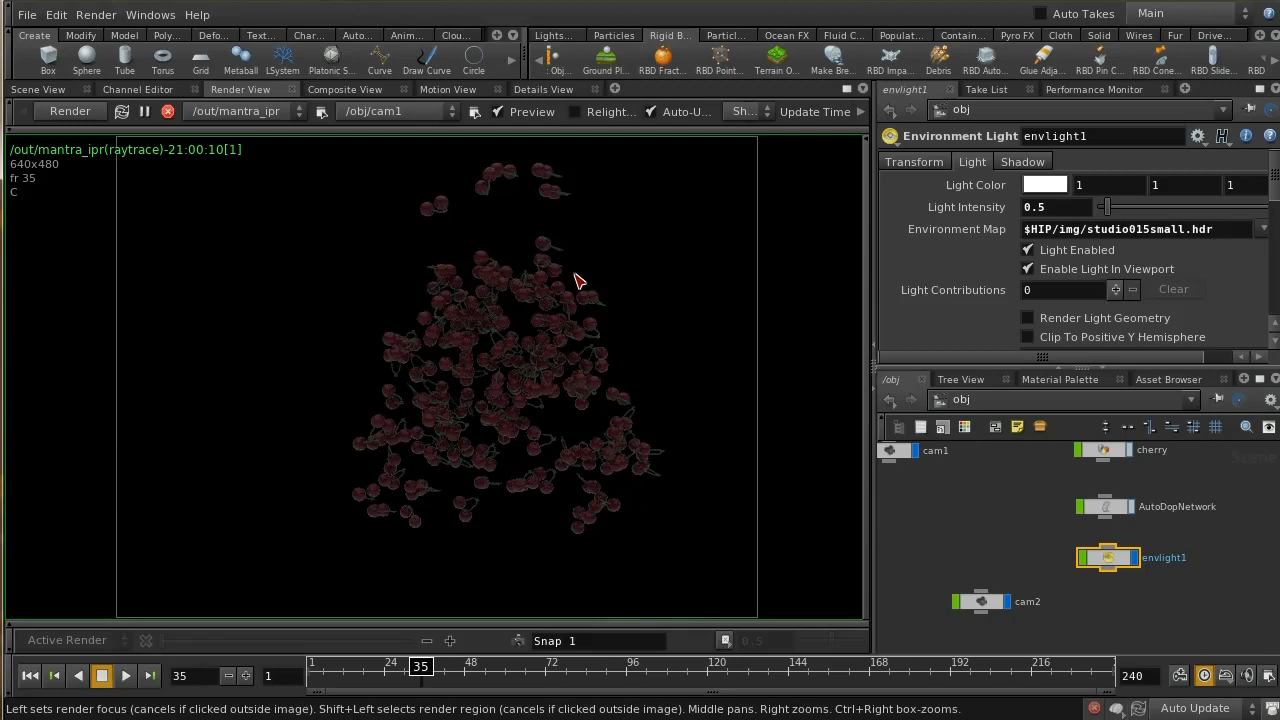 File Edit Render Windows Help Auto Takes Main
Create Modify Model Poly... Defo... Text... Char... Auto... Anim... Clou... Lights... Particles Rigid B... Particl... Ocean FX Fluid C... Populat... Contain... Pyro FX Cloth Solid Wires Fur Drive...
Box Sphere Tube Torus Grid Metaball LSystem Platonic S... Curve Draw Curve Circle : Obj... Ground Pl... RBD Fract... RBD Point... Terrain O... Make Bre... RBD Impa... Debris RBD Auto... Glue Adja... RBD Pin C... RBD Cone... RBD Slide... RBD
Scene View Channel Editor Render View Composite View Motion View Details View
envlight1 Take List Performance Monitor
Render /out/mantra_ipr /obj/cam1 Preview Relight... Auto-U... Sh... Update Time
obj
/out/mantra_ipr(raytrace)-21:00:10[1]
640x480
fr 35
C
Environment Light envlight1
Transform Light Shadow
Light Color 1 1 1
Light Intensity 0.5
Environment Map $HIP/img/studio015small.hdr
Light Enabled
Enable Light In Viewport
Light Contributions 0 Clear
Render Light Geometry
Clip To Positive Y Hemisphere
/obj Tree View Material Palette Asset Browser
obj
cam1 cherry
Scene
AutoDopNetwork
envlight1
cam2
Active Render Snap 1 0.5
35 1 1 24 35 48 72 96 120 144 168 192 216 240
Left sets render focus (cancels if clicked outside image). Shift+Left selects render region (cancels if clicked outside image). Middle pans. Right zooms. Ctrl+Right box-zooms. Auto Update